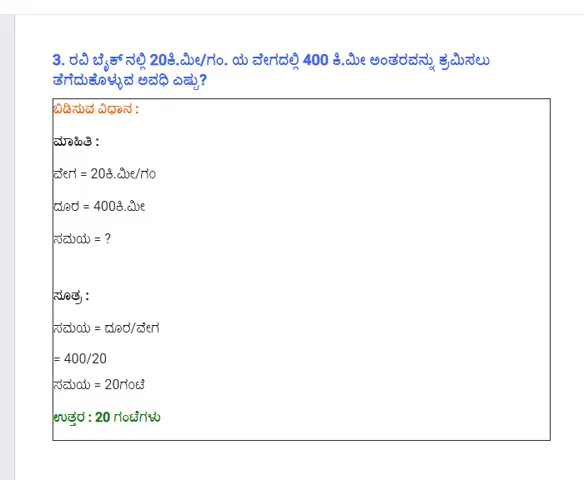 3. ರವಿ ಬೈಕ್ ನಲ್ಲಿ 20ಕಿ.ಮೀ/ಗಂ. ಯ ವೇಗದಲ್ಲಿ 400 ಕಿ.ಮೀ ಅಂತರವನ್ನು ಕ್ರಮಿಸಲು
ತೆಗೆದುಕೊಳ್ಳುವ ಅವಧಿ ಎಷ್ಟು?
ಬಿಡಿಸುವ ವಿಧಾನ :
ಮಾಹಿತಿ :
ವೇಗ = 20ಕಿ.ಮೀ/ಗಂ
ದೂರ = 400ಕಿ.ಮೀ
ಸಮಯ = ?
ಸೂತ್ರ :
ಸಮಯ = ದೂರ/ವೇಗ
= 400/20
ಸಮಯ = 20ಗಂಟೆ
ಉತ್ತರ : 20 ಗಂಟೆಗಳು